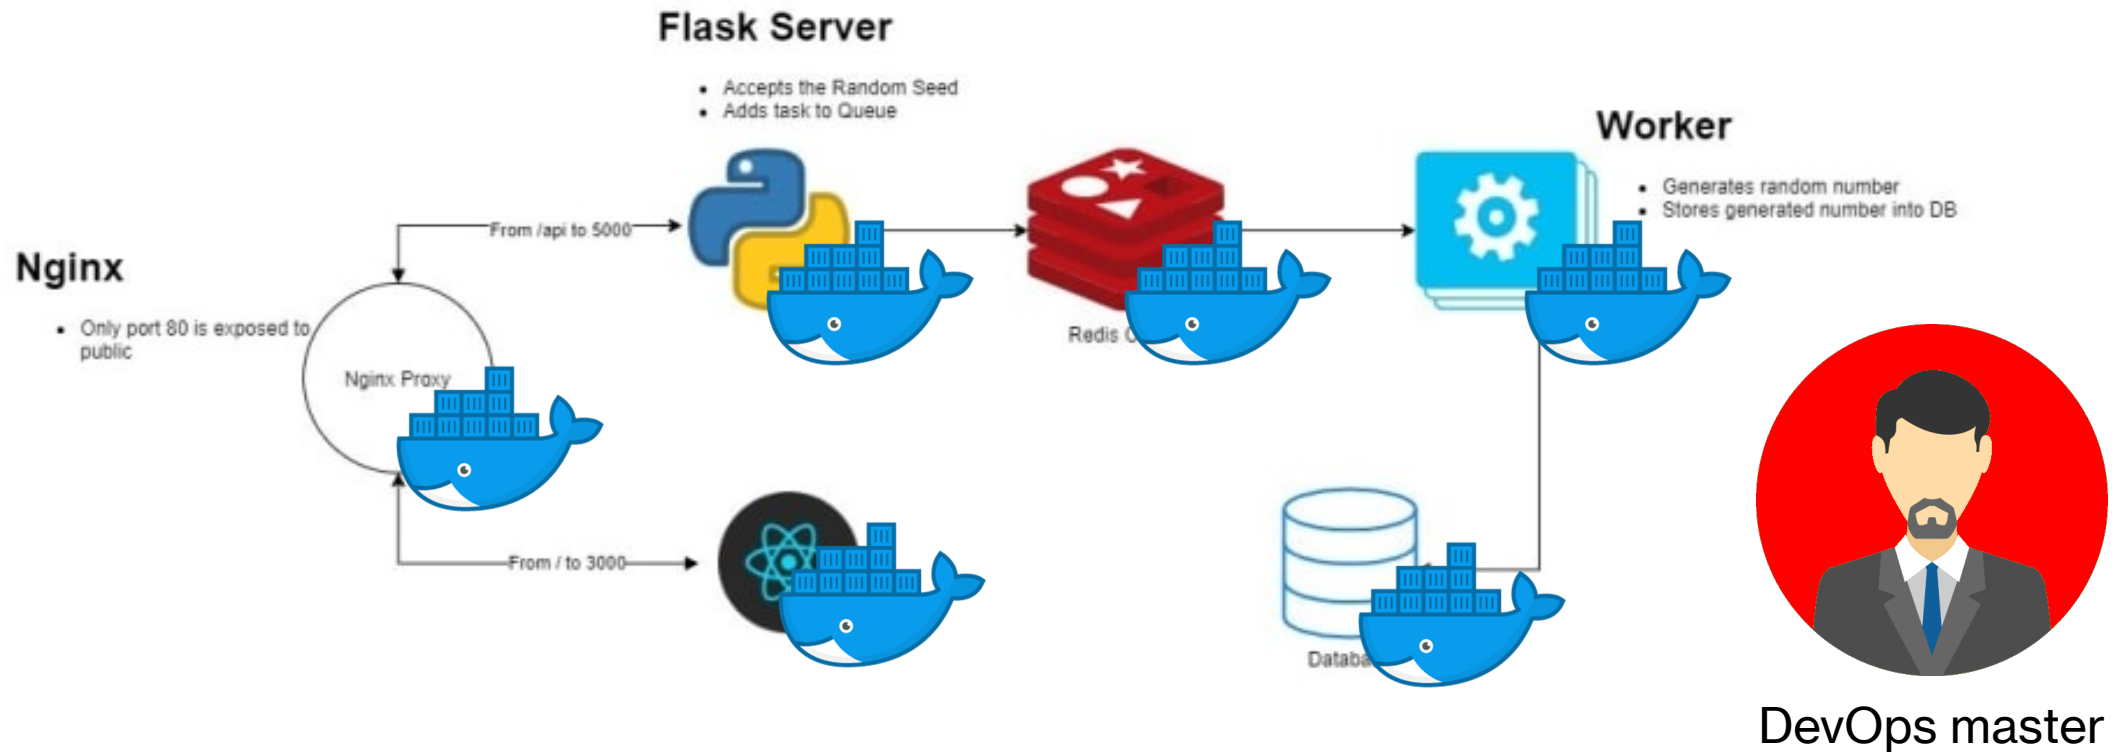 Flask Server
• Accepts the Random Seed
• Adds task to Queue
Worker
• Generates random number
• Stores generated number into DB
From /api to 5000
Nginx
• Only port 80 is exposed to
public
Redis
Nginx Proxy
From / to 3000
DevOps master